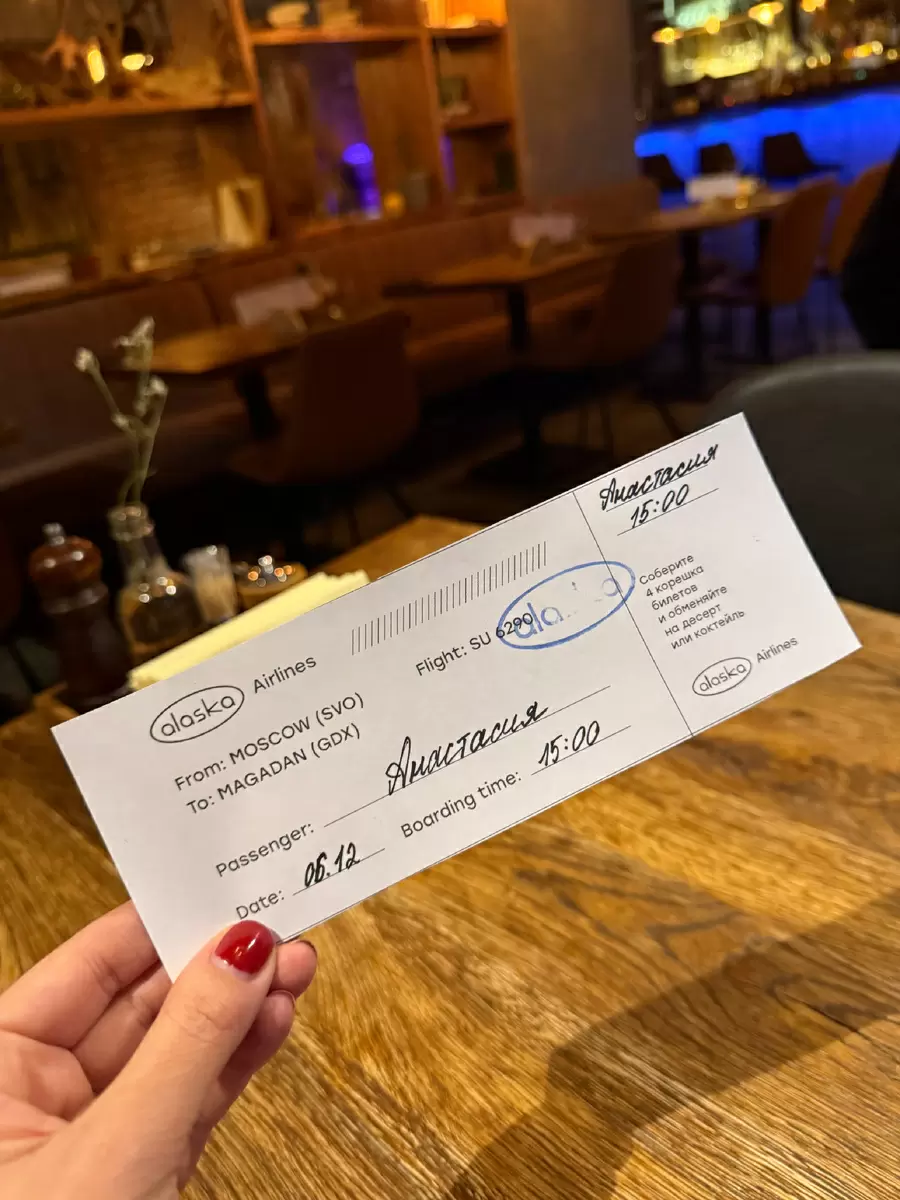 alaska Airlines
Flight: SU 6290
From: MOSCOW (SVO)
To: MAGADAN (GDX)
Passenger: Анастасия
Date: 06.12 Boarding time: 15:00
Анастасия
15:00
Соберите
4 корешка
билетов
и обменяйте
на десерт
или коктейль
alaska Airlines